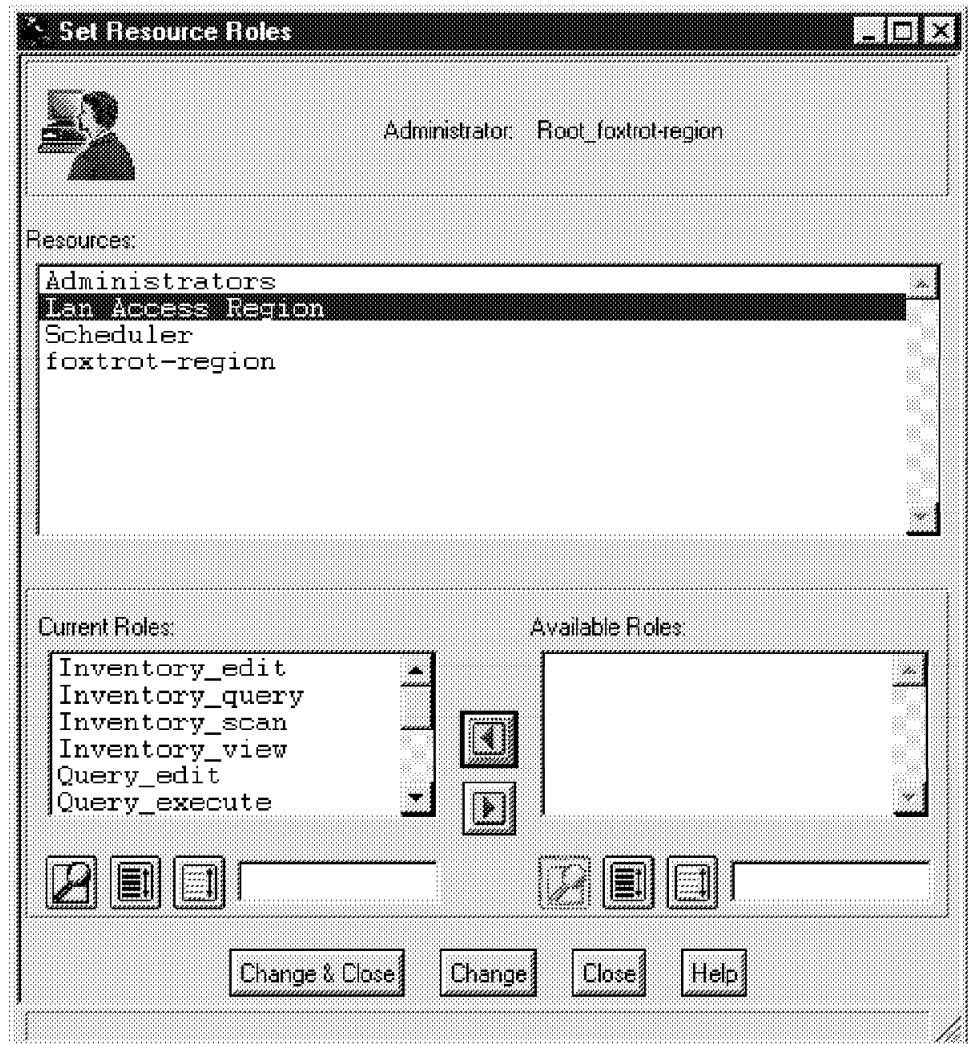 Set Resource Roles
Administrator: Root_foxtrot-region
Resources:
Administrators
Lan Access Region
Scheduler
foxtrot-region
Current Roles:
Available Roles:
Inventory_edit
Inventory_query
Inventory_scan
Inventory_view
Query_edit
Query_execute
Change & Close
Change
Close
Help